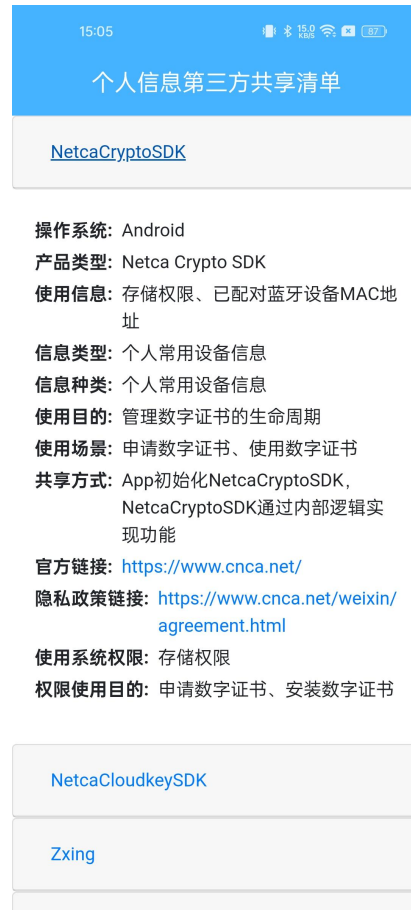 15:05
15.0 KB/S
87
个人信息第三方共享清单
NetcaCryptoSDK
操作系统: Android
产品类型: Netca Crypto SDK
使用信息: 存储权限、已配对蓝牙设备MAC地
址
信息类型: 个人常用设备信息
信息种类: 个人常用设备信息
使用目的: 管理数字证书的生命周期
使用场景: 申请数字证书、使用数字证书
共享方式: App初始化NetcaCryptoSDK，
NetcaCryptoSDK通过内部逻辑实
现功能
官方链接: https://www.cnca.net/
隐私政策链接: https://www.cnca.net/weixin/
agreement.html
使用系统权限: 存储权限
权限使用目的: 申请数字证书、安装数字证书
NetcaCloudkeySDK
Zxing